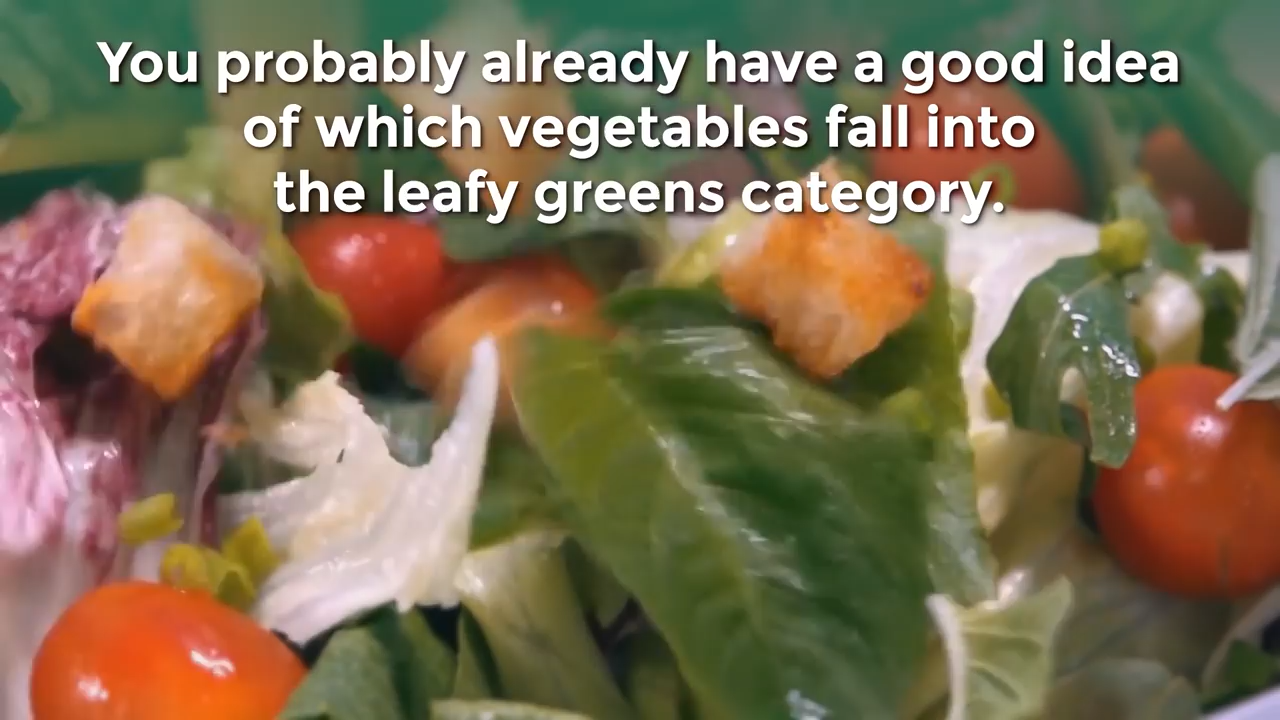 You probably already have a good idea
of which vegetables fall into
the leafy greens category.